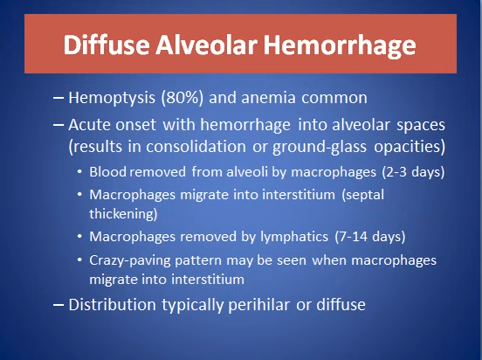 Diffuse Alveolar Hemorrhage
– Hemoptysis (80%) and anemia common
– Acute onset with hemorrhage into alveolar spaces
(results in consolidation or ground-glass opacities)
• Blood removed from alveoli by macrophages (2-3 days)
• Macrophages migrate into interstitium (septal
thickening)
• Macrophages removed by lymphatics (7-14 days)
• Crazy-paving pattern may be seen when macrophages
migrate into interstitium
– Distribution typically perihilar or diffuse